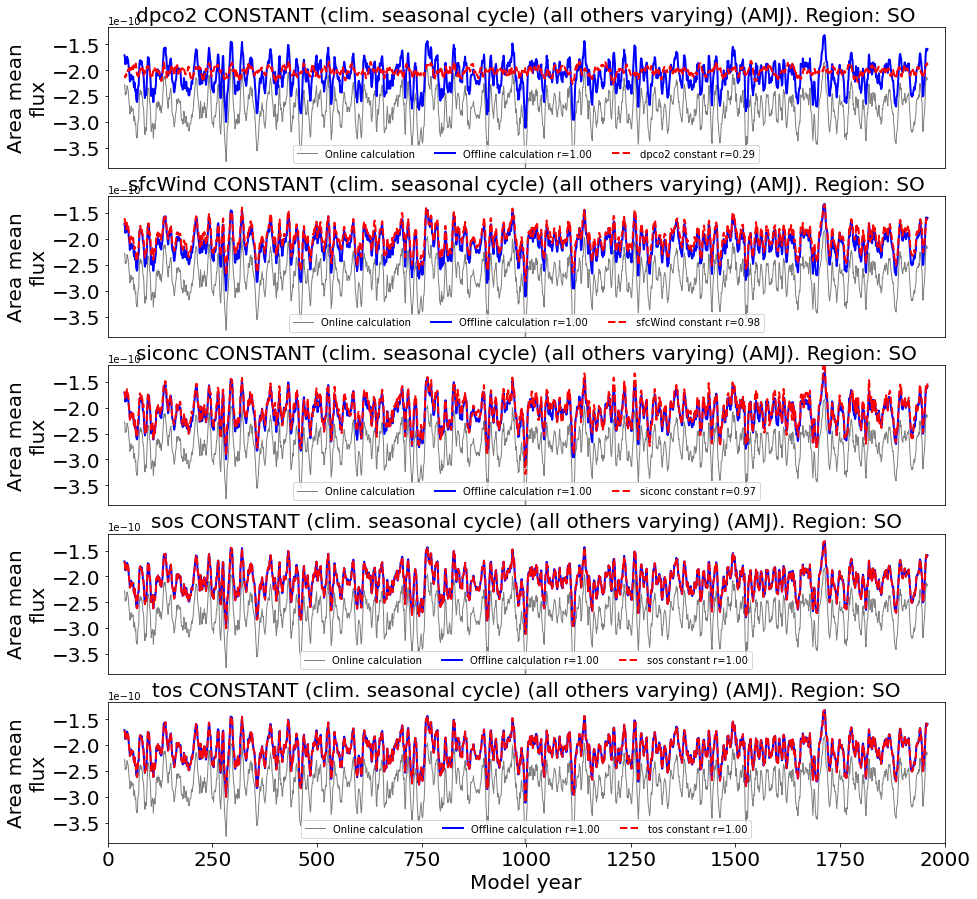 dpco2 CONSTANT (clim. seasonal cycle) (all others varying) (AMJ). Region: SO
1e−10
Area mean
flux
−1.5
−2.0
−2.5
−3.0
−3.5
Online calculation Offline calculation r=1.00 dpco2 constant r=0.29
sfcWind CONSTANT (clim. seasonal cycle) (all others varying) (AMJ). Region: SO
1e−10
Area mean
flux
−1.5
−2.0
−2.5
−3.0
−3.5
Online calculation Offline calculation r=1.00 sfcWind constant r=0.98
siconc CONSTANT (clim. seasonal cycle) (all others varying) (AMJ). Region: SO
1e−10
Area mean
flux
−1.5
−2.0
−2.5
−3.0
−3.5
Online calculation Offline calculation r=1.00 siconc constant r=0.97
sos CONSTANT (clim. seasonal cycle) (all others varying) (AMJ). Region: SO
1e−10
Area mean
flux
−1.5
−2.0
−2.5
−3.0
−3.5
Online calculation Offline calculation r=1.00 sos constant r=1.00
tos CONSTANT (clim. seasonal cycle) (all others varying) (AMJ). Region: SO
1e−10
Area mean
flux
−1.5
−2.0
−2.5
−3.0
−3.5
Online calculation Offline calculation r=1.00 tos constant r=1.00
0 250 500 750 1000 1250 1500 1750 2000
Model year